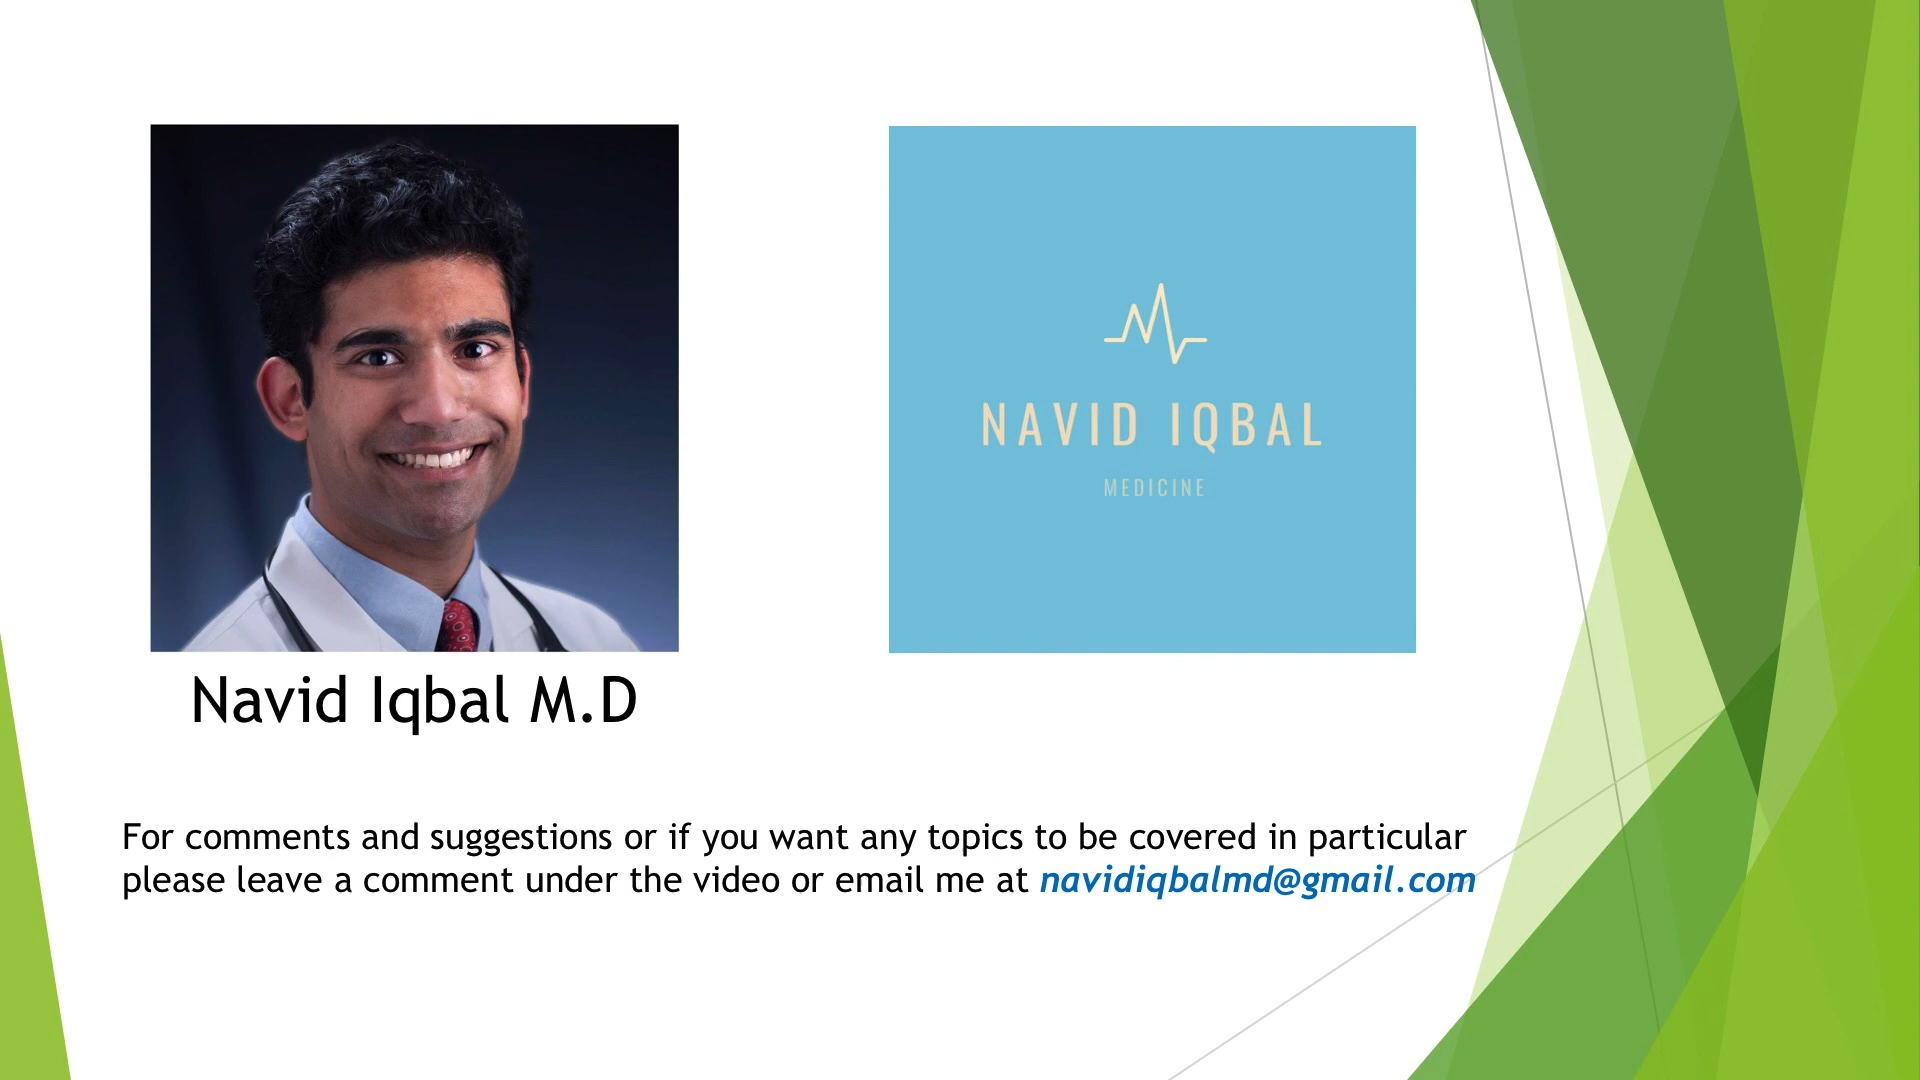 NAVID IQBAL
MEDICINE
Navid Iqbal M.D
For comments and suggestions or if you want any topics to be covered in particular
please leave a comment under the video or email me at navidiqbalmd@gmail.com